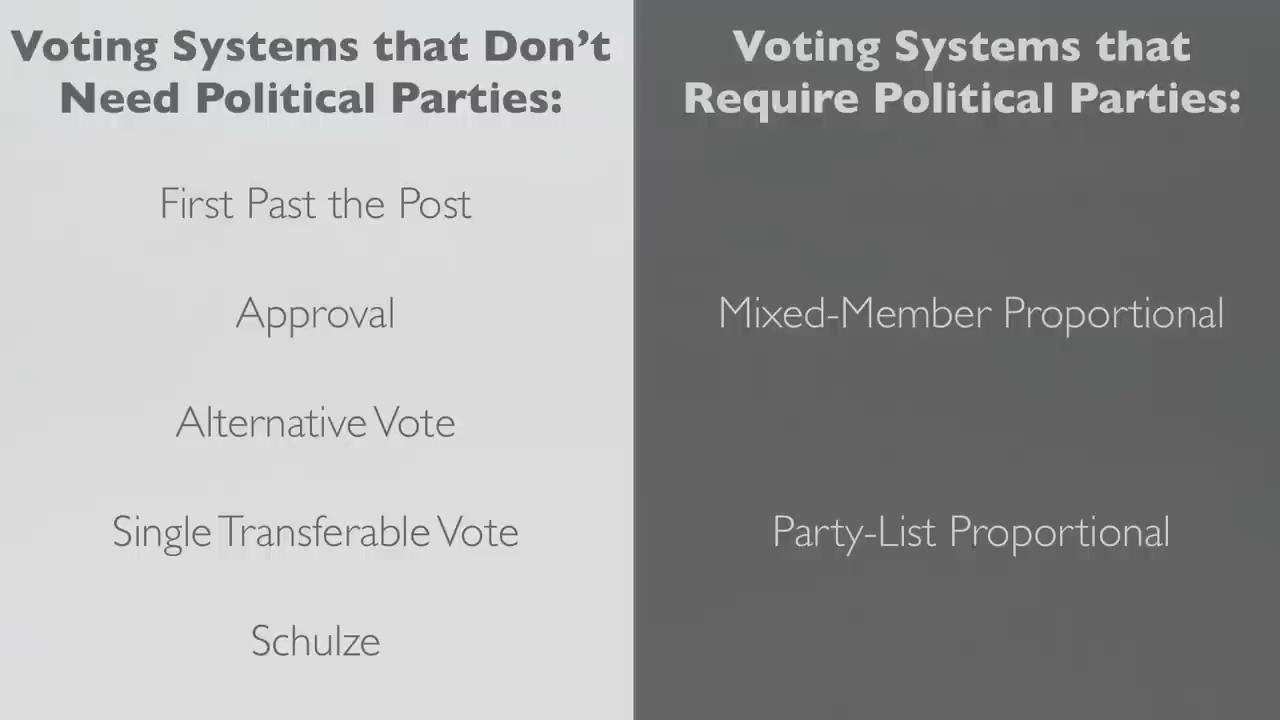 Voting Systems that Don't
Need Political Parties:
First Past the Post
Approval
Alternative Vote
Single Transferable Vote
Schulze
Voting Systems that
Require Political Parties:
Mixed-Member Proportional
Party-List Proportional